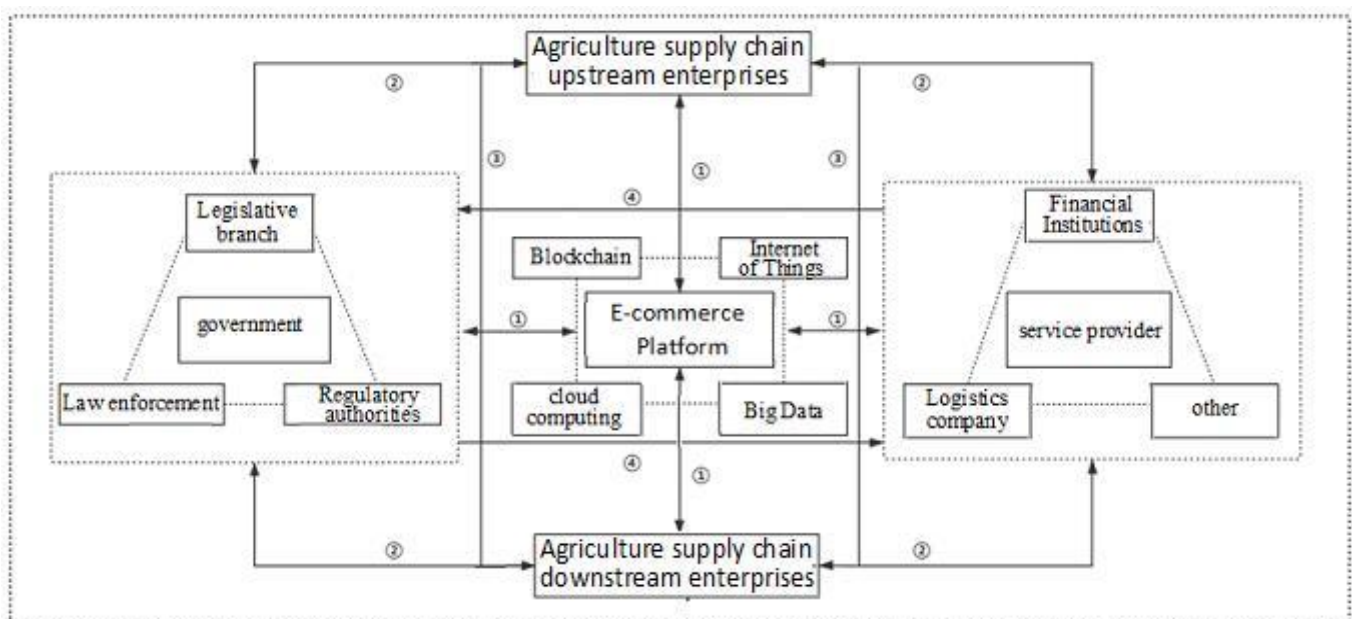 Agriculture supply chain
upstream enterprises
②
②
③
③
①
Legislative
branch
④
Financial
Institutions
Blockchain
Internet
of Things
government
①
E-commerce
Platform
①
service provider
Law enforcement
Regulatory
authorities
cloud
computing
Big Data
Logistics
company
other
④
①
②
Agriculture supply chain
downstream enterprises
②